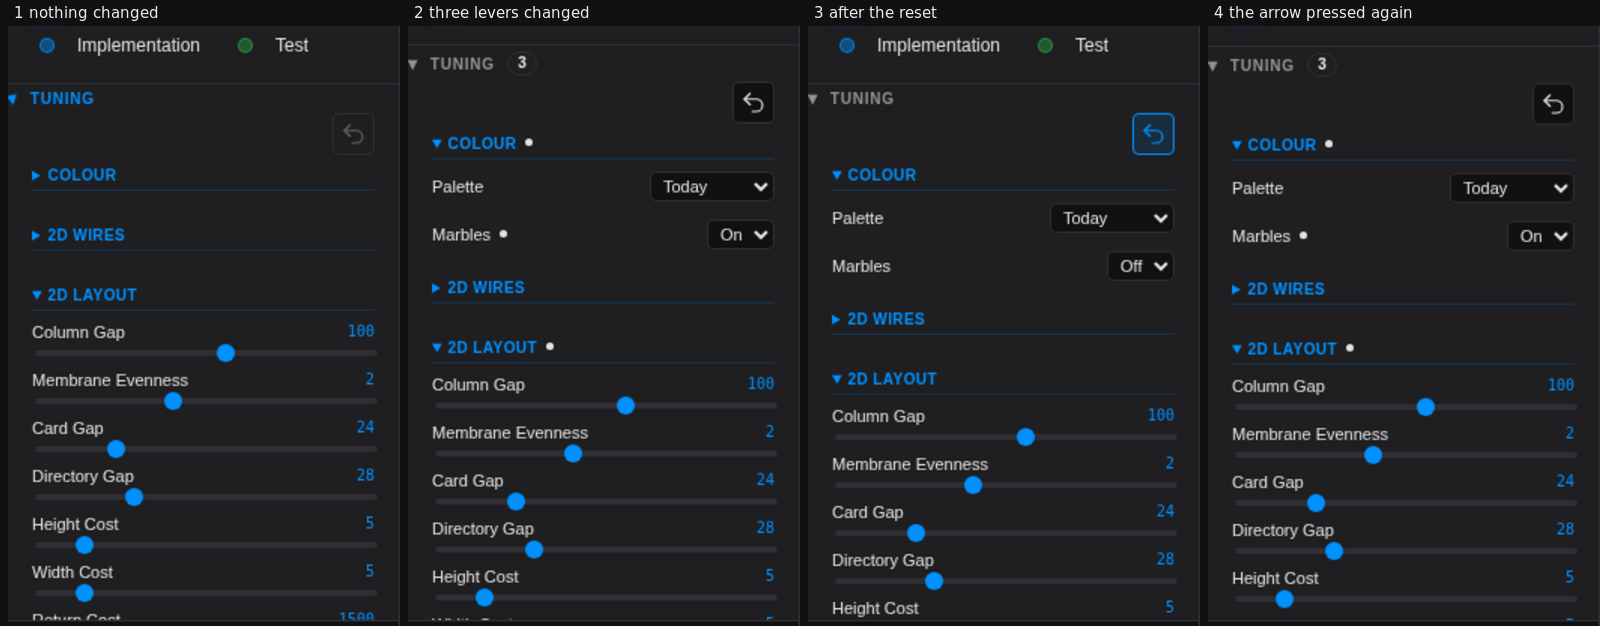 1 nothing changed
Implementation Test
TUNING
COLOUR
2D WIRES
2D LAYOUT
Column Gap 100
Membrane Evenness 2
Card Gap 24
Directory Gap 28
Height Cost 5
Width Cost 5
Return Cost 1500
2 three levers changed
TUNING 3
COLOUR
Palette Today
Marbles On
2D WIRES
2D LAYOUT
Column Gap 100
Membrane Evenness 2
Card Gap 24
Directory Gap 28
Height Cost 5
3 after the reset
Implementation Test
TUNING
COLOUR
Palette Today
Marbles Off
2D WIRES
2D LAYOUT
Column Gap 100
Membrane Evenness 2
Card Gap 24
Directory Gap 28
Height Cost 5
4 the arrow pressed again
TUNING 3
COLOUR
Palette Today
Marbles On
2D WIRES
2D LAYOUT
Column Gap 100
Membrane Evenness 2
Card Gap 24
Directory Gap 28
Height Cost 5